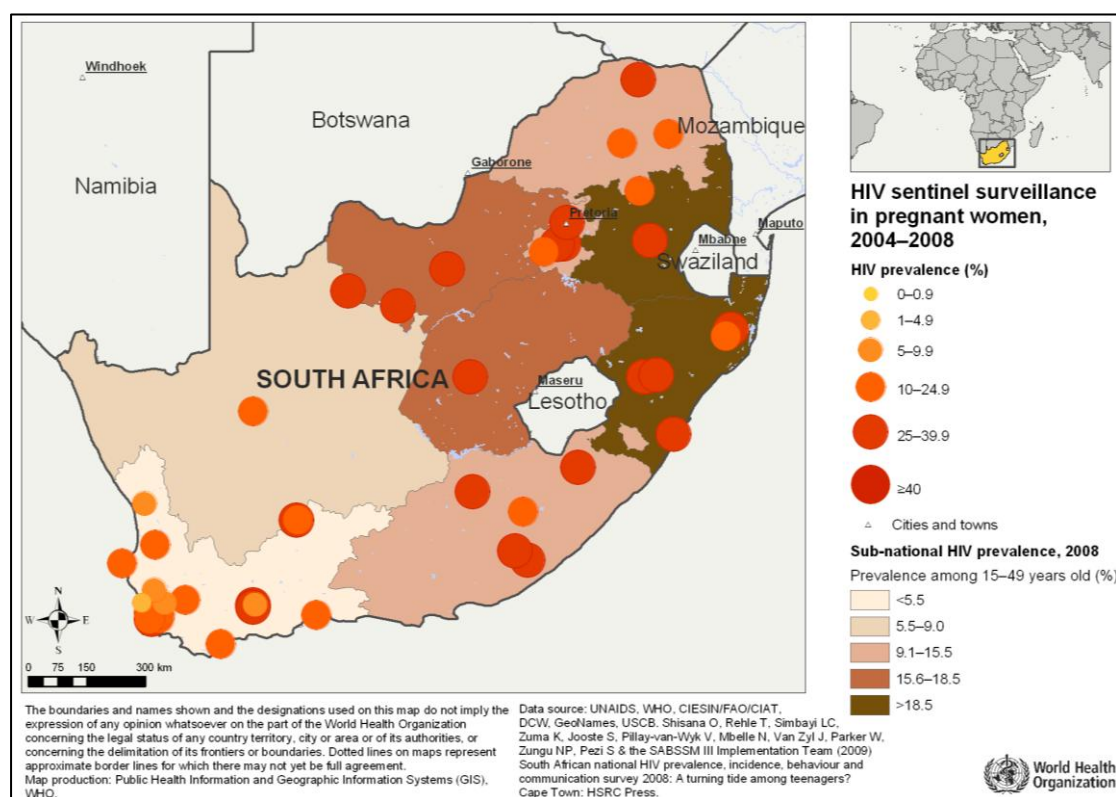 Windhoek
Botswana
Mozambique
Gaborone
Namibia
Pretoria
Maputo
Mbabne
Swaziland
SOUTH AFRICA
Maseru
Lesotho
N
W E
S
0 75 150 300 km
HIV sentinel surveillance
in pregnant women,
2004–2008
HIV prevalence (%)
0–0.9
1–4.9
5–9.9
10–24.9
25–39.9
≥40
Cities and towns
Sub-national HIV prevalence, 2008
Prevalence among 15–49 years old (%)
<5.5
5.5–9.0
9.1–15.5
15.6–18.5
>18.5
The boundaries and names shown and the designations used on this map do not imply the
expression of any opinion whatsoever on the part of the World Health Organization
concerning the legal status of any country territory, city or area or of its authorities, or
concerning the delimitation of its frontiers or boundaries. Dotted lines on maps represent
approximate border lines for which there may not yet be full agreement.
Map production: Public Health Information and Geographic Information Systems (GIS),
WHO.
Data source: UNAIDS, WHO, CIESIN/FAO/CIAT,
DCW, GeoNames, USCB. Shisana O, Rehle T, Simbayi LC,
Zuma K, Jooste S, Pillay-van-Wyk V, Mbelle N, Van Zyl J, Parker W,
Zungu NP, Pezi S & the SABSSM III Implementation Team (2009)
South African national HIV prevalence, incidence, behaviour and
communication survey 2008: A turning tide among teenagers?
Cape Town: HSRC Press.
World Health
Organization